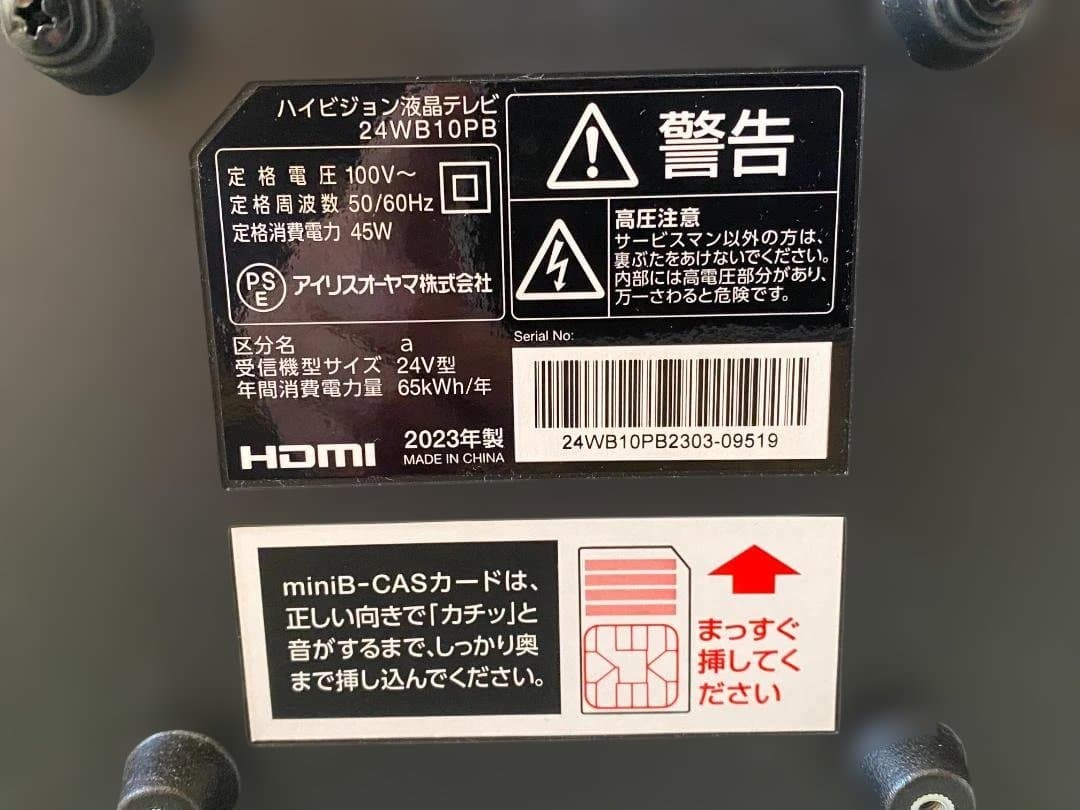 ハイビジョン液晶テレビ
24WB10PB
定格電圧 100V～
定格周波数 50/60Hz
定格消費電力 45W
PS
E
アイリスオーヤマ株式会社
区分名 a
受信機型サイズ 24V型
年間消費電力量 65kWh/年
HDMI
2023年製
MADE IN CHINA
警告
高圧注意
サービスマン以外の方は、
裏ぶたをあけないでください。
内部には高電圧部分があり、
万一さわると危険です。
Serial No:
24WB10PB2303-09519
miniB-CASカードは、
正しい向きで「カチッ」と
音がするまで、しっかり奥
まで挿し込んでください。
まっすぐ
挿してく
ださい